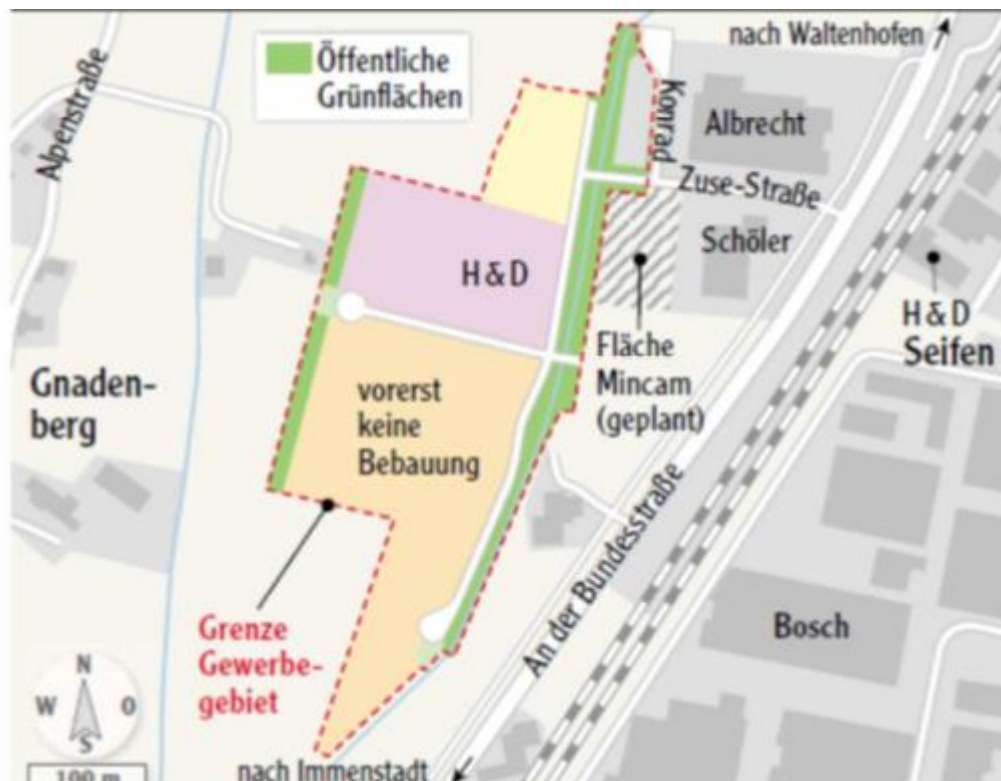 nach Waltenhofen
Öffentliche
Grünflächen
Alpenstraße
Konrad
Zuse-Straße
Albrecht
Schöler
H & D
H & D
Seifen
Fläche
Mincam
(geplant)
Gnaden-
berg
vorerst
keine
Bebauung
An der Bundesstraße
Grenze
Gewerbe-
gebiet
Bosch
N
W O
S
100 m
nach Immenstadt